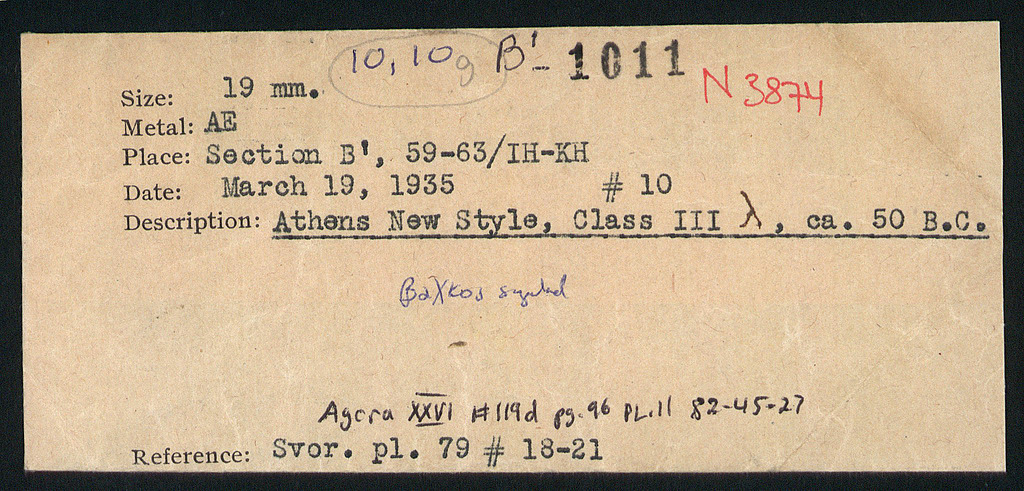 10,10g B'- 1011
N 3874
Size: 19 mm.
Metal: AE
Place: Section B', 59-63/IH-KH
Date: March 19, 1935 # 10
Description: Athens New Style, Class III λ, ca. 50 B.C.
Agora XXVI #119d pg. 96 PL.11 82-45-27
Reference: Svor. pl. 79 # 18-21